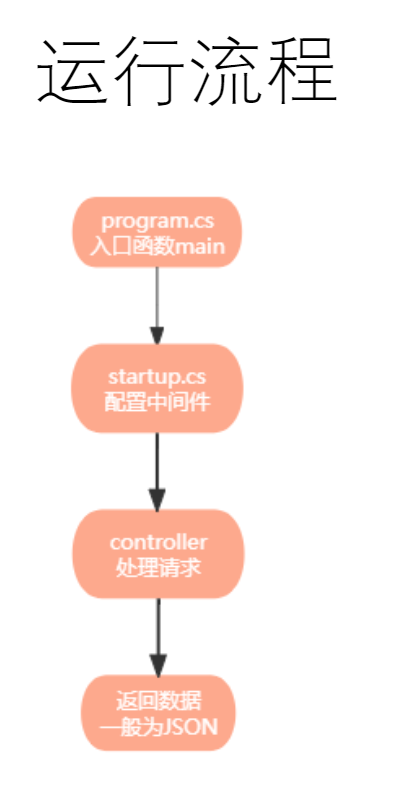 运行流程
program.cs
入口函数main
startup.cs
配置中间件
controller
处理请求
返回数据
一般为JSON